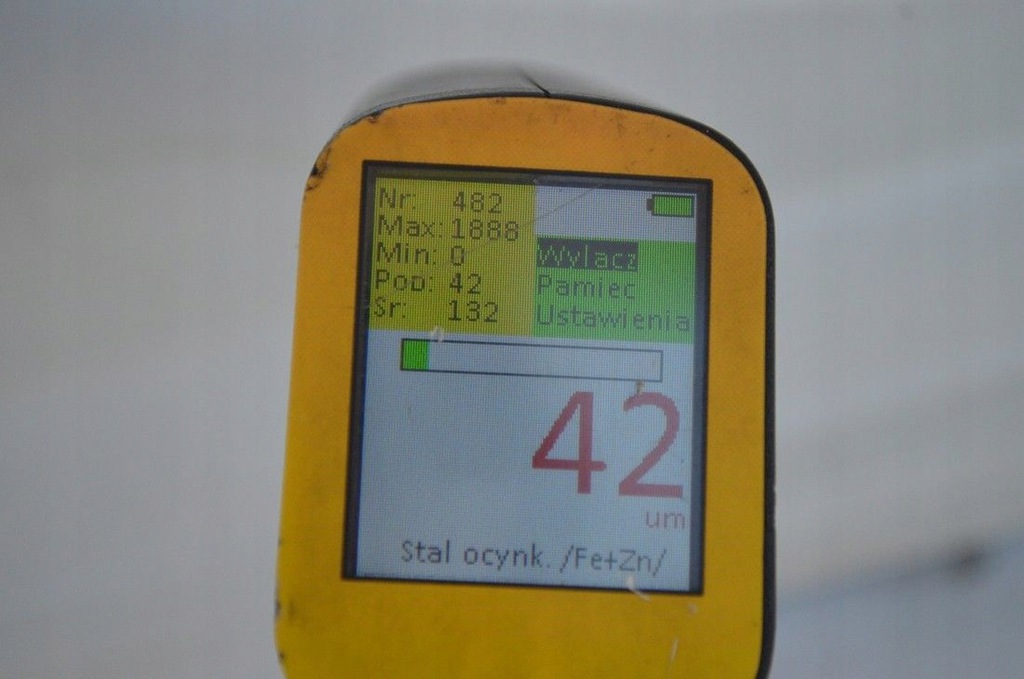 Nr: 482
Max: 1888
Min: 0
Pop: 42
Sr: 132
Wylacz
Pamiec
Ustawienia
42
um
Stal ocynk. /Fe+Zn/